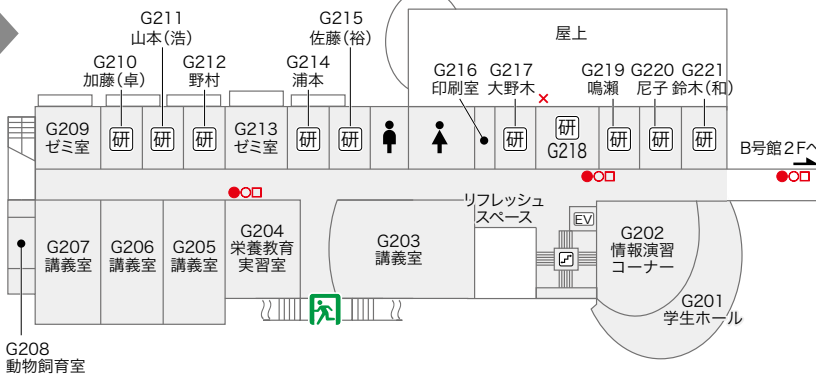 G211
山本(浩)
G215
佐藤(裕)
屋上
G210
加藤(卓)
G212
野村
G214
浦本
G216
印刷室
G217
大野木
G219
鳴瀬
G220
尼子
G221
鈴木(和)
G209
ゼミ室
研
研
研
G213
ゼミ室
研
研
研
研
G218
研
研
研
B号館2Fへ
リフレッシュ
スペース
EV
G207
講義室
G206
講義室
G205
講義室
G204
栄養教育
実習室
G203
講義室
G202
情報演習
コーナー
G201
学生ホール
G208
動物飼育室